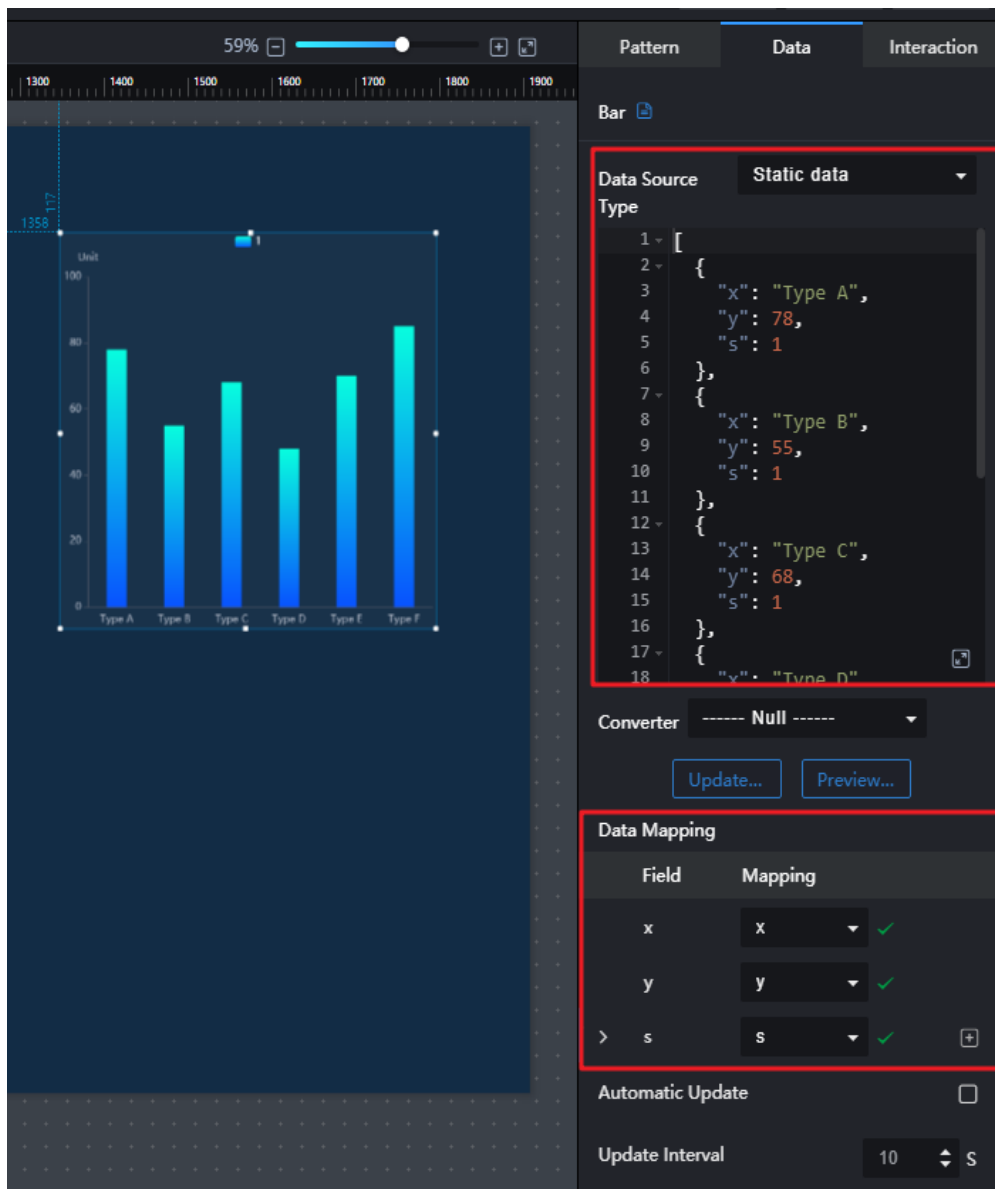 59%
Pattern Data Interaction
1300 1400 1500 1600 1700 1800 1900
Bar
117
1358
Data Source Type
Static data
1
Unit
100
80
60
40
20
0
Type A Type B Type C Type D Type E Type F
1 [
2 {
3 "x": "Type A",
4 "y": 78,
5 "s": 1
6 },
7 {
8 "x": "Type B",
9 "y": 55,
10 "s": 1
11 },
12 {
13 "x": "Type C",
14 "y": 68,
15 "s": 1
16 },
17 {
18 "x": "Type D"
Converter ------ Null ------
Update... Preview...
Data Mapping
Field Mapping
x x
y y
s s
Automatic Update
Update Interval 10 S